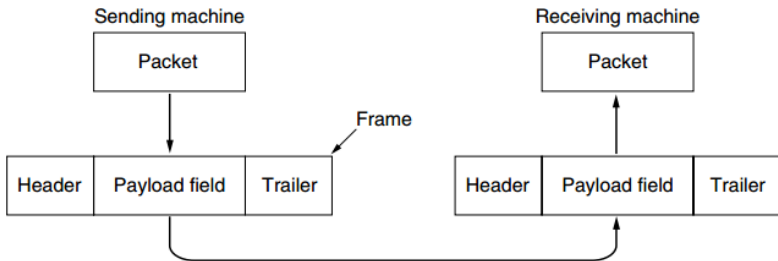 Sending machine
Receiving machine
Packet
Packet
Frame
Header
Payload field
Trailer
Header
Payload field
Trailer